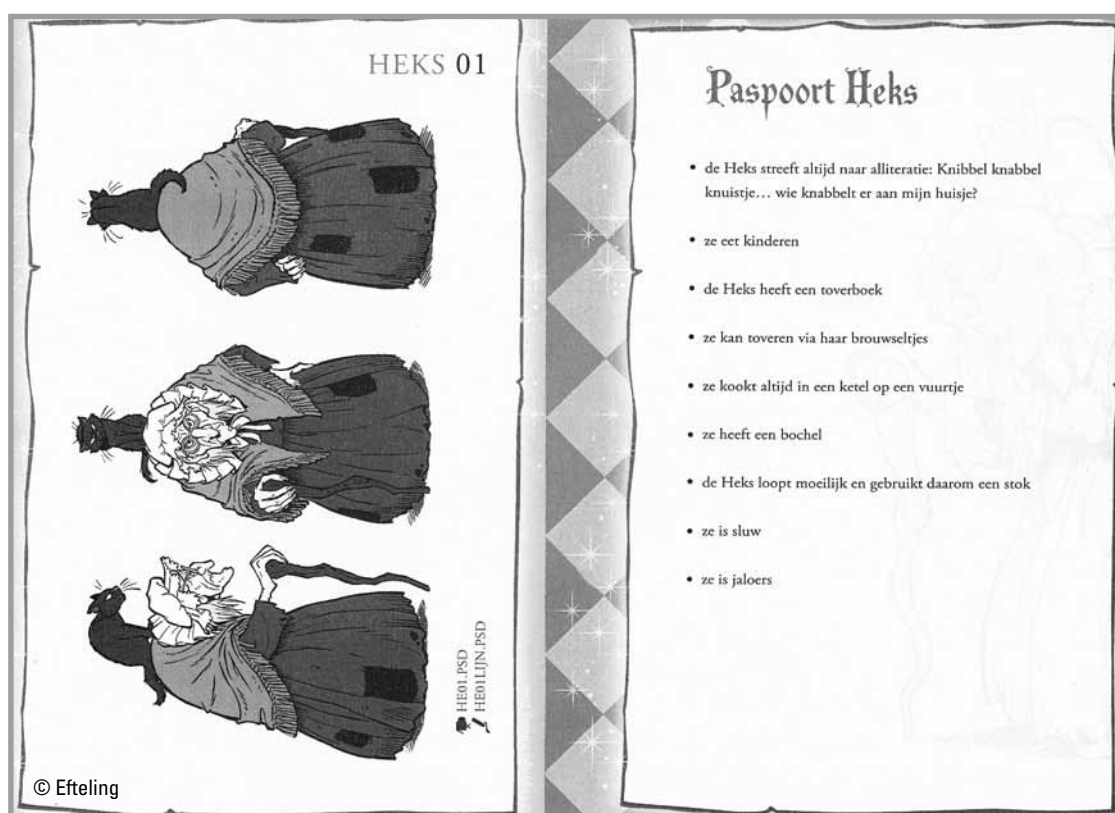 HEKS 01
HE01.PSD
HE01LIJN.PSD
© Efteling
Paspoort Heks
• de Heks streeft altijd naar alliteratie: Knibbel knabbel
knuistje… wie knabbelt er aan mijn huisje?
• ze eet kinderen
• de Heks heeft een toverboek
• ze kan toveren via haar brouwseltjes
• ze kookt altijd in een ketel op een vuurtje
• ze heeft een bochel
• de Heks loopt moeilijk en gebruikt daarom een stok
• ze is sluw
• ze is jaloers